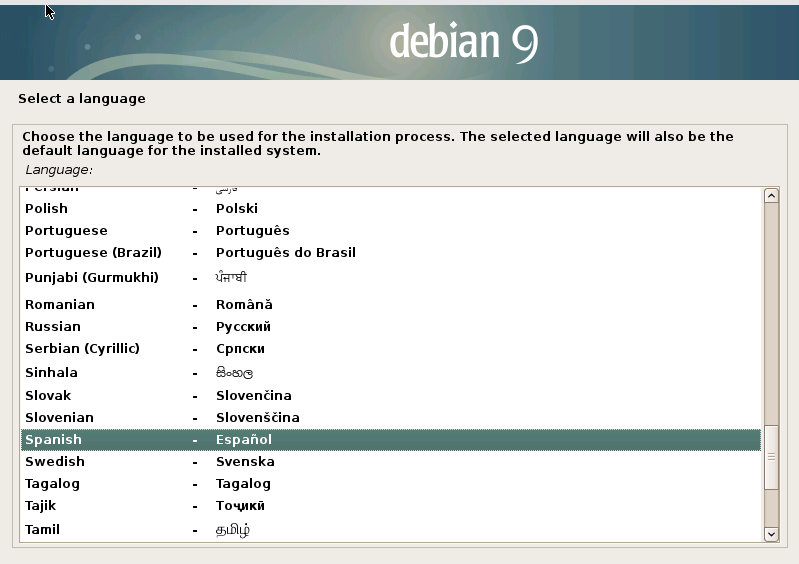 debian 9
Select a language
Choose the language to be used for the installation process. The selected language will also be the
default language for the installed system.
Language:
Persian - فارسی
Polish - Polski
Portuguese - Português
Portuguese (Brazil) - Português do Brasil
Punjabi (Gurmukhi) - ਪੰਜਾਬੀ
Romanian - Română
Russian - Русский
Serbian (Cyrillic) - Српски
Sinhala - සිංහල
Slovak - Slovenčina
Slovenian - Slovenščina
Spanish - Español
Swedish - Svenska
Tagalog - Tagalog
Tajik - Тоҷикӣ
Tamil - தமிழ்